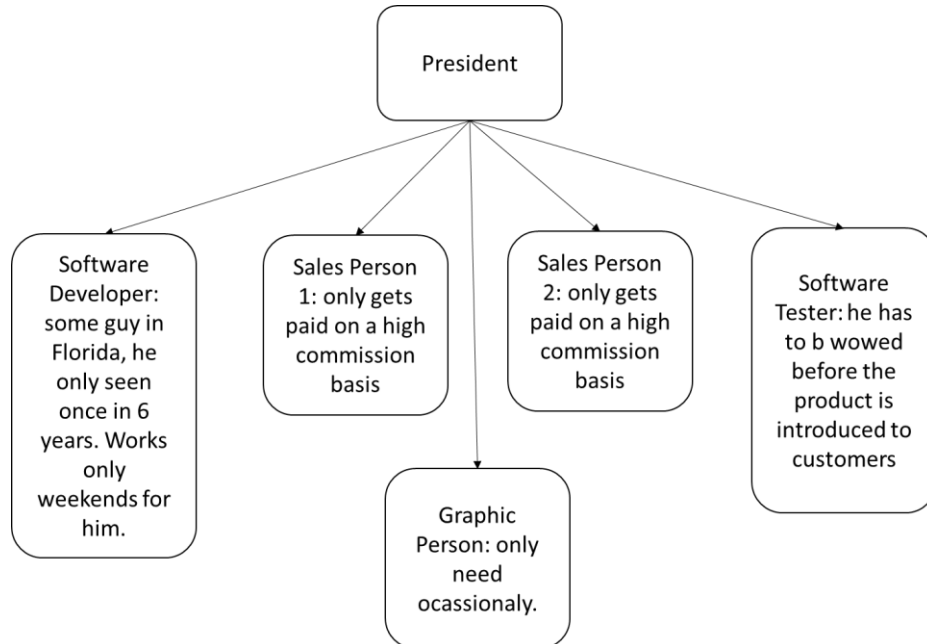 President
Software
Developer:
some guy in
Florida, he
only seen
once in 6
years. Works
only
weekends for
him.
Sales Person
1: only gets
paid on a high
commission
basis
Sales Person
2: only gets
paid on a high
commission
basis
Software
Tester: he has
to b wowed
before the
product is
introduced to
customers
Graphic
Person: only
need
ocassionaly.